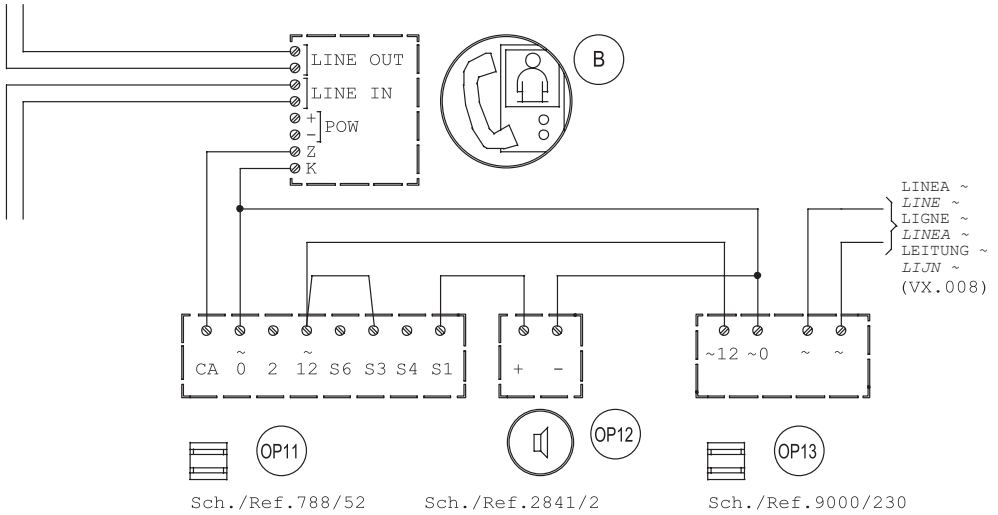 LINE OUT
B
LINE IN
+
POW
-
Z
K
LINEA ~
LINE ~
LIGNE ~
LINEA ~
LEITUNG ~
LIJN ~
(VX.008)
~ ~
CA 0 2 12 S6 S3 S4 S1
+ -
~12 ~0 ~ ~
OP11
OP12
OP13
Sch./Ref.788/52
Sch./Ref.2841/2
Sch./Ref.9000/230